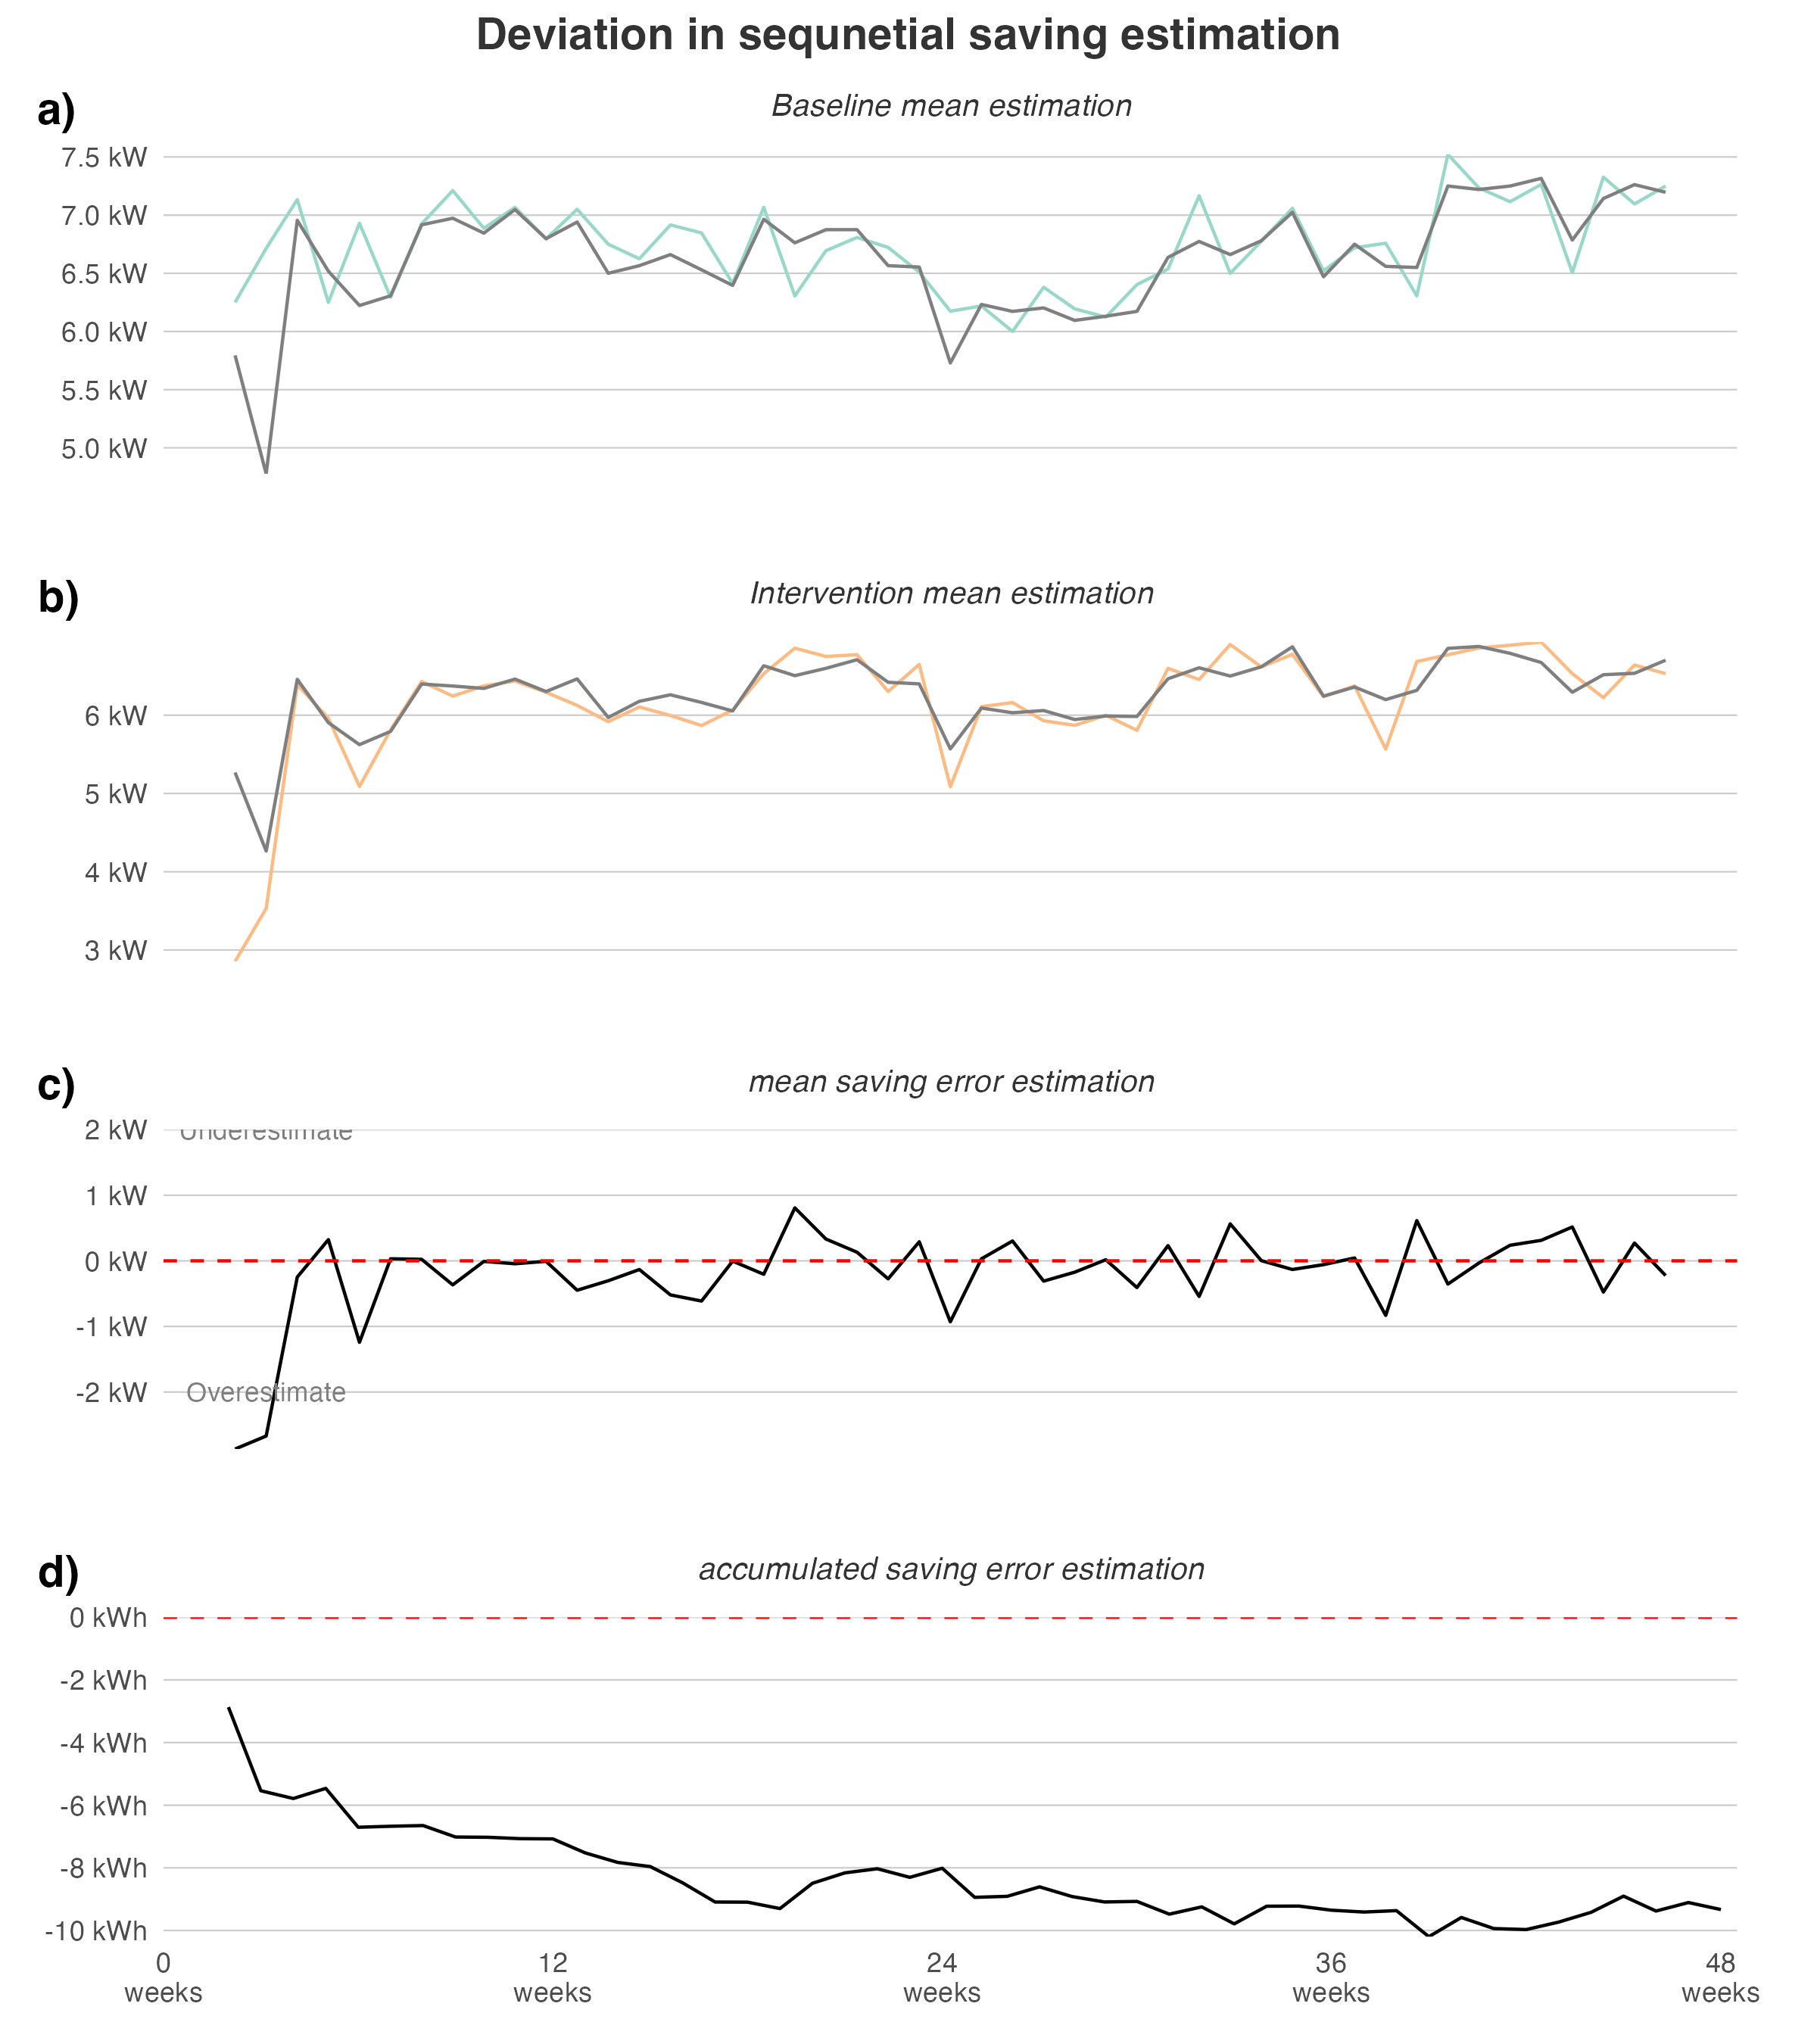 Deviation in sequnetial saving estimation
a)
Baseline mean estimation
7.5 kW
7.0 kW
6.5 kW
6.0 kW
5.5 kW
5.0 kW
b)
Intervention mean estimation
6 kW
5 kW
4 kW
3 kW
c)
mean saving error estimation
2 kW
Underestimate
1 kW
0 kW
-1 kW
-2 kW
Overestimate
d)
accumulated saving error estimation
0 kWh
-2 kWh
-4 kWh
-6 kWh
-8 kWh
-10 kWh
0 12 24 36 48
weeks weeks weeks weeks weeks